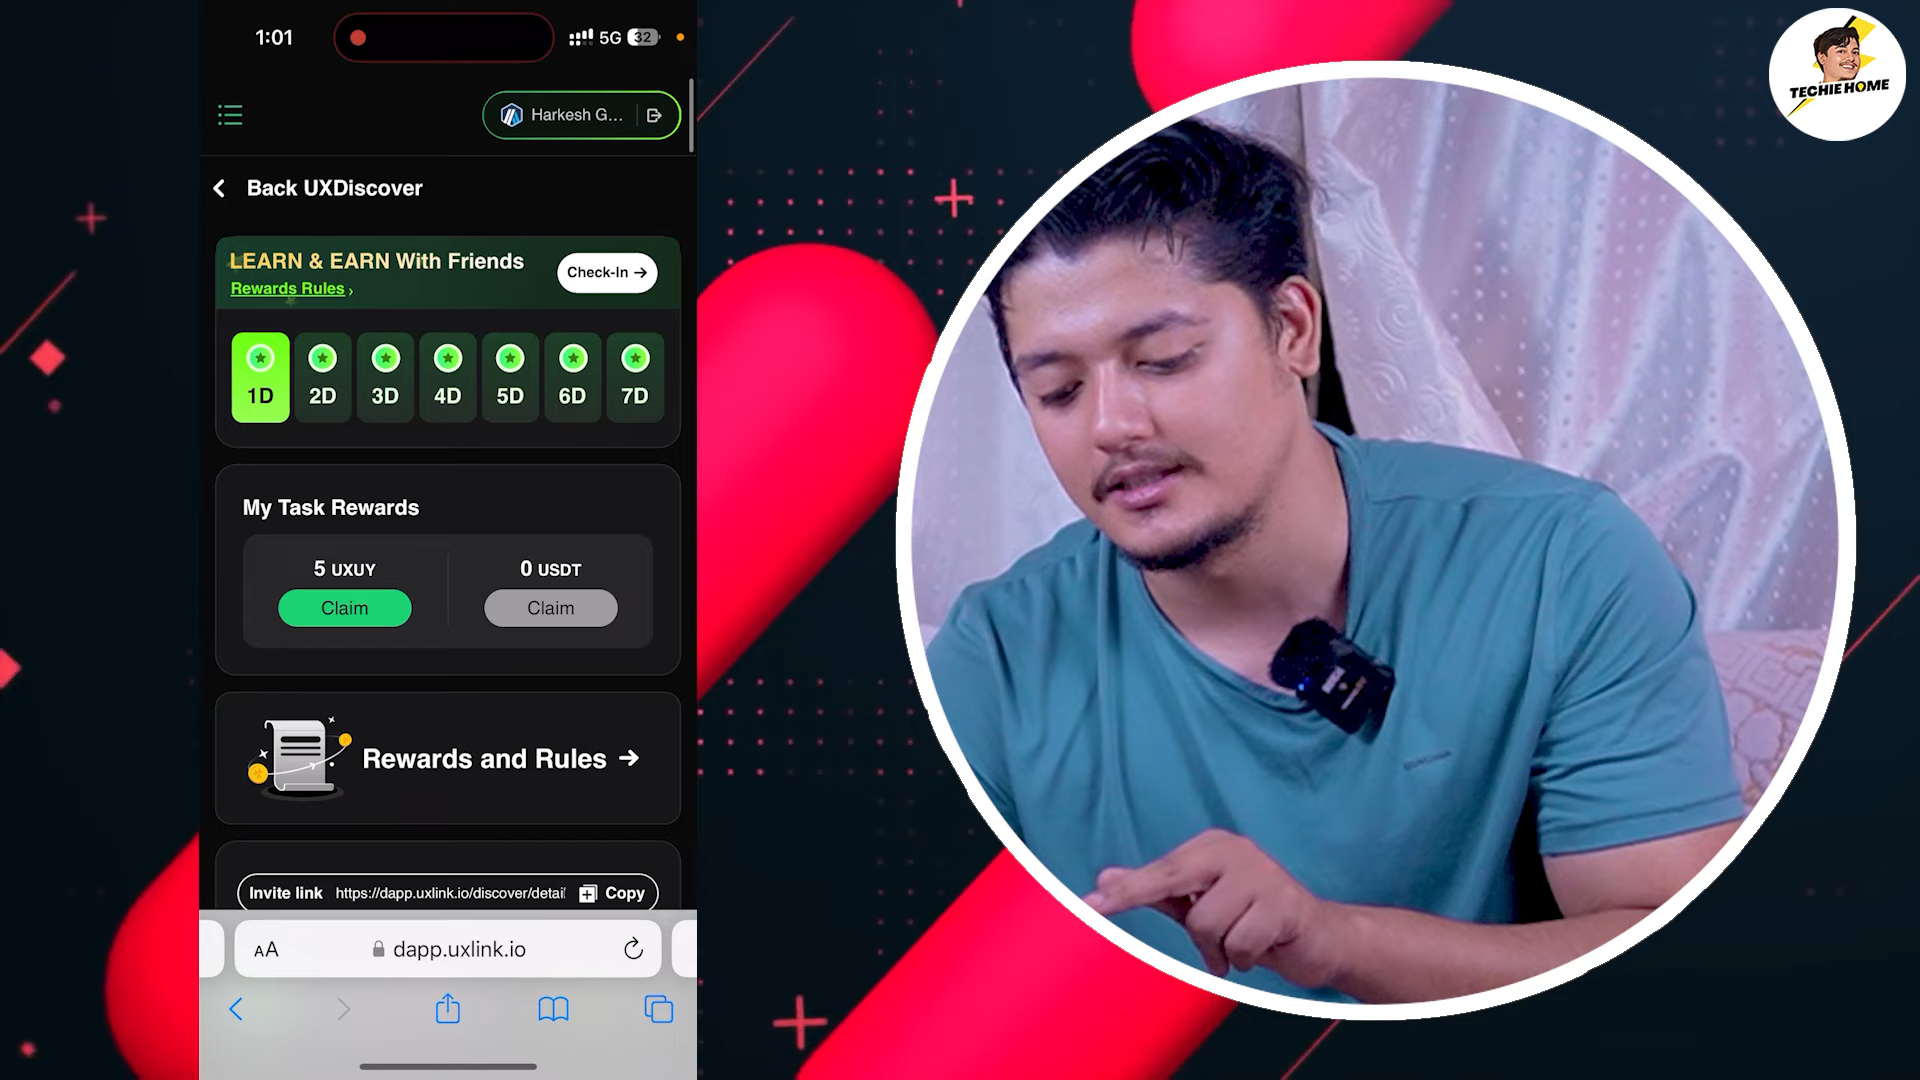 1:01
5G
32
Harkesh G...
Back UXDiscover
LEARN & EARN With Friends
Check-In →
Rewards Rules ›
1D
2D
3D
4D
5D
6D
7D
My Task Rewards
5 UXUY
0 USDT
Claim
Claim
Rewards and Rules →
Invite link https://dapp.uxlink.io/discover/detail Copy
AA
dapp.uxlink.io
TECHIE HOME